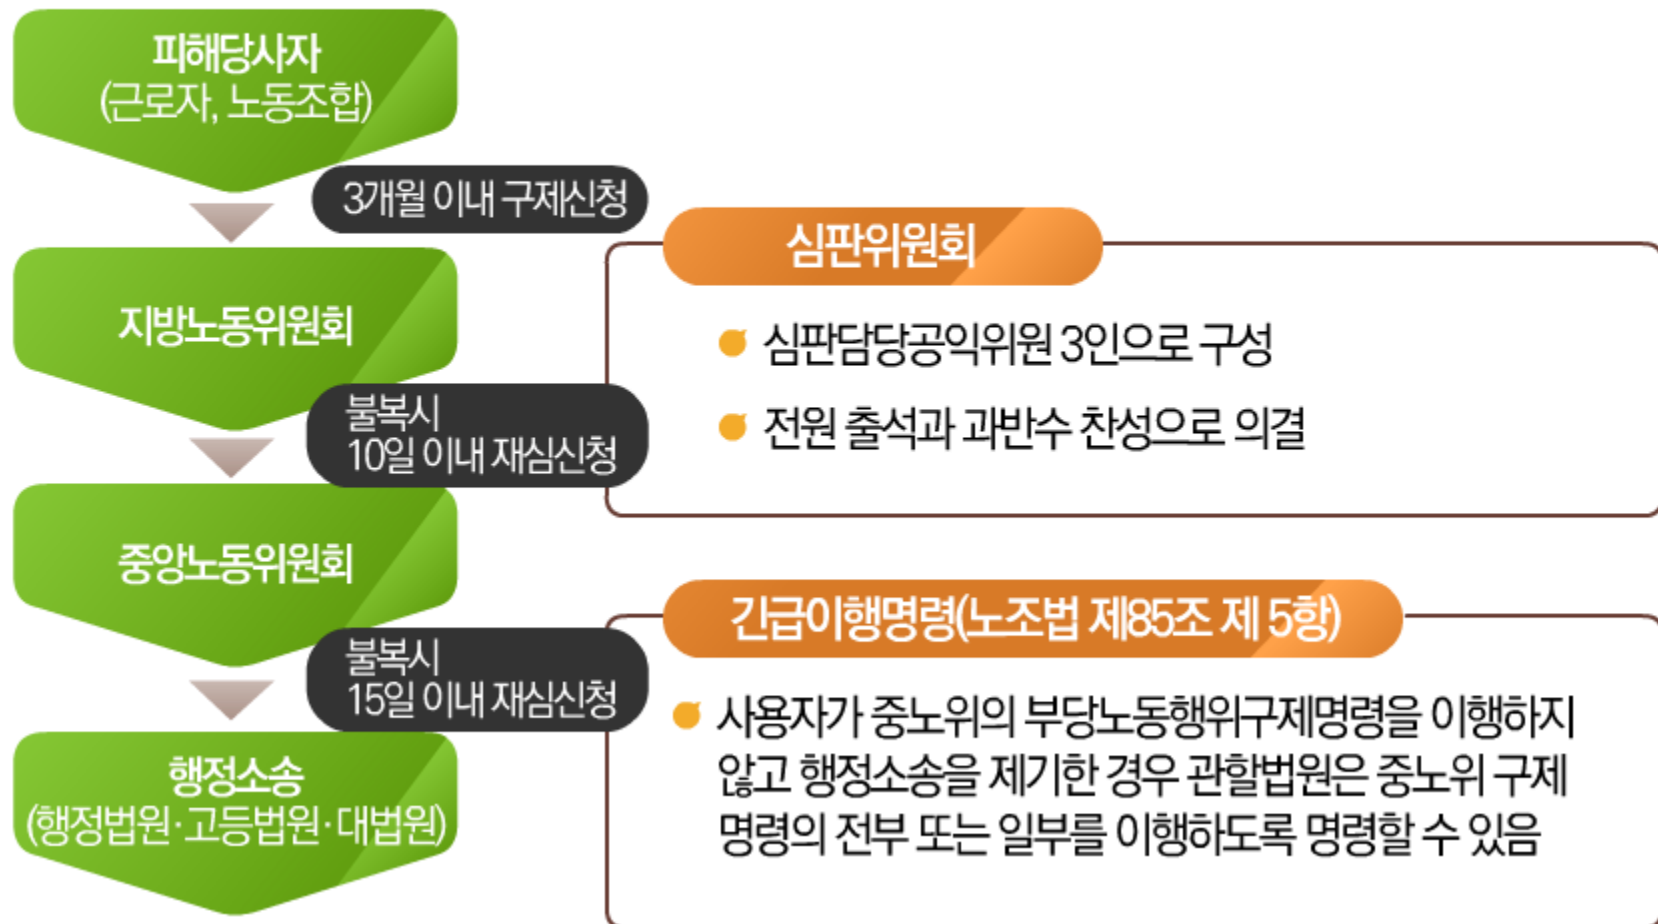 피해당사자
(근로자, 노동조합)
3개월 이내 구제신청
지방노동위원회
심판위원회
심판담당공익위원 3인으로 구성
전원 출석과 과반수 찬성으로 의결
불복시
10일 이내 재심신청
중앙노동위원회
불복시
15일 이내 재심신청
긴급이행명령(노조법 제85조 제 5항)
사용자가 중노위의 부당노동행위구제명령을 이행하지
않고 행정소송을 제기한 경우 관할법원은 중노위 구제
명령의 전부 또는 일부를 이행하도록 명령할 수 있음
행정소송
(행정법원·고등법원·대법원)